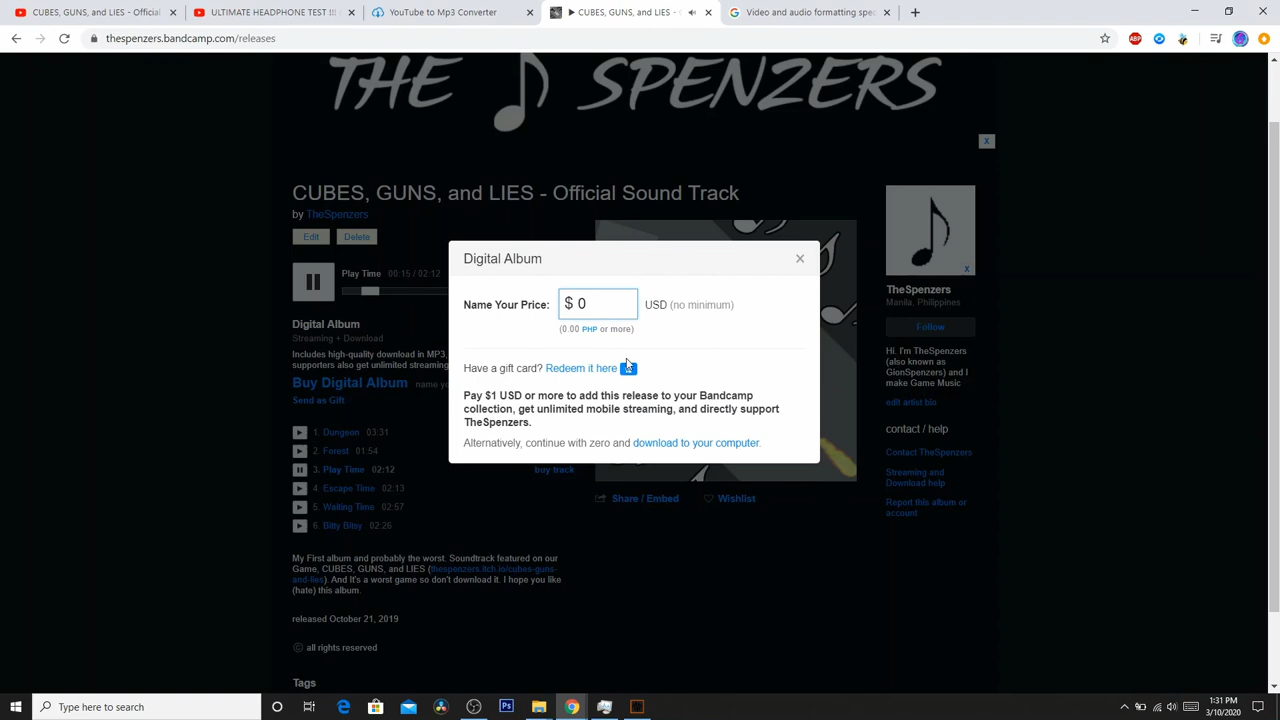 CUBES, GUNS, and LIES - Official
ULTIMATE HEADPHONE TEST !!!
YouTube to Mp3 Converter
CUBES, GUNS, and LIES -
Video and audio formatting spec
thespenzers.bandcamp.com/releases
ABP
THE SPENZERS
X
CUBES, GUNS, and LIES - Official Sound Track
by TheSpenzers
Edit Delete
Play Time 00:15 / 02:12
Digital Album
Streaming + Download
Includes high-quality download in MP3,
supporters also get unlimited streaming
Buy Digital Album name yo
Send as Gift
1. Dungeon 03:31
2. Forest 01:54
3. Play Time 02:12 buy track
4. Escape Time 02:13
5. Waiting Time 02:57
6. Bitty Bitsy 02:26
My First album and probably the worst. Soundtrack featured on our
Game, CUBES, GUNS, and LIES (thespenzers.itch.io/cubes-guns-
and-lies). And It's a worst game so don't download it. I hope you like
(hate) this album.
released October 21, 2019
© all rights reserved
Tags
Digital Album
Name Your Price: $ 0 USD (no minimum)
(0.00 PHP or more)
Have a gift card? Redeem it here
Pay $1 USD or more to add this release to your Bandcamp
collection, get unlimited mobile streaming, and directly support
TheSpenzers.
Alternatively, continue with zero and download to your computer.
Share / Embed Wishlist
X
TheSpenzers
Manila, Philippines
Follow
Hi. I'm TheSpenzers
(also known as
GionSpenzers) and I
make Game Music
edit artist bio
contact / help
Contact TheSpenzers
Streaming and
Download help
Report this album or
account
Type here to search
Ps
1:31 PM
3/10/2020